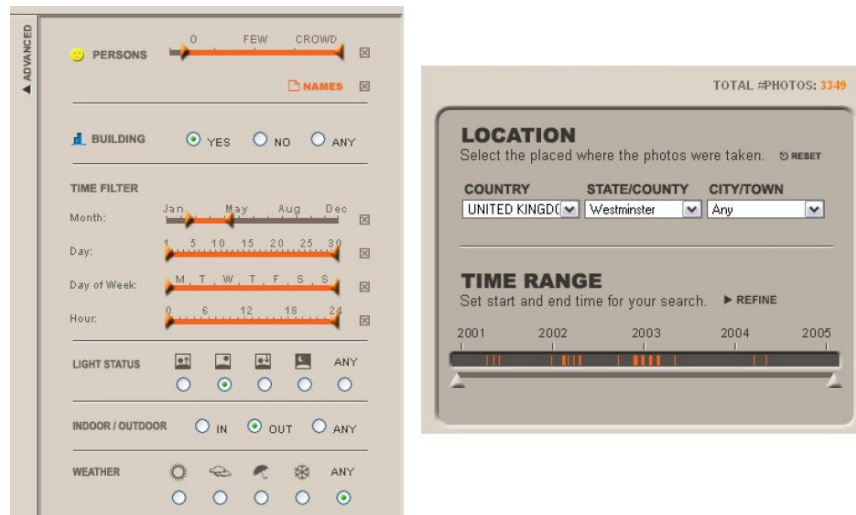 ADVANCED
0 FEW CROWD
PERSONS
NAMES
BUILDING YES NO ANY
TIME FILTER
Jan May Aug Dec
Month:
1 5 10 15 20 25 30
Day:
M T W T F S S
Day of Week:
0 6 12 18 24
Hour:
LIGHT STATUS ANY
INDOOR / OUTDOOR IN OUT ANY
WEATHER ANY
TOTAL #PHOTOS: 3349
LOCATION
Select the placed where the photos were taken. RESET
COUNTRY STATE/COUNTY CITY/TOWN
UNITED KINGDO Westminster Any
TIME RANGE
Set start and end time for your search. REFINE
2001 2002 2003 2004 2005